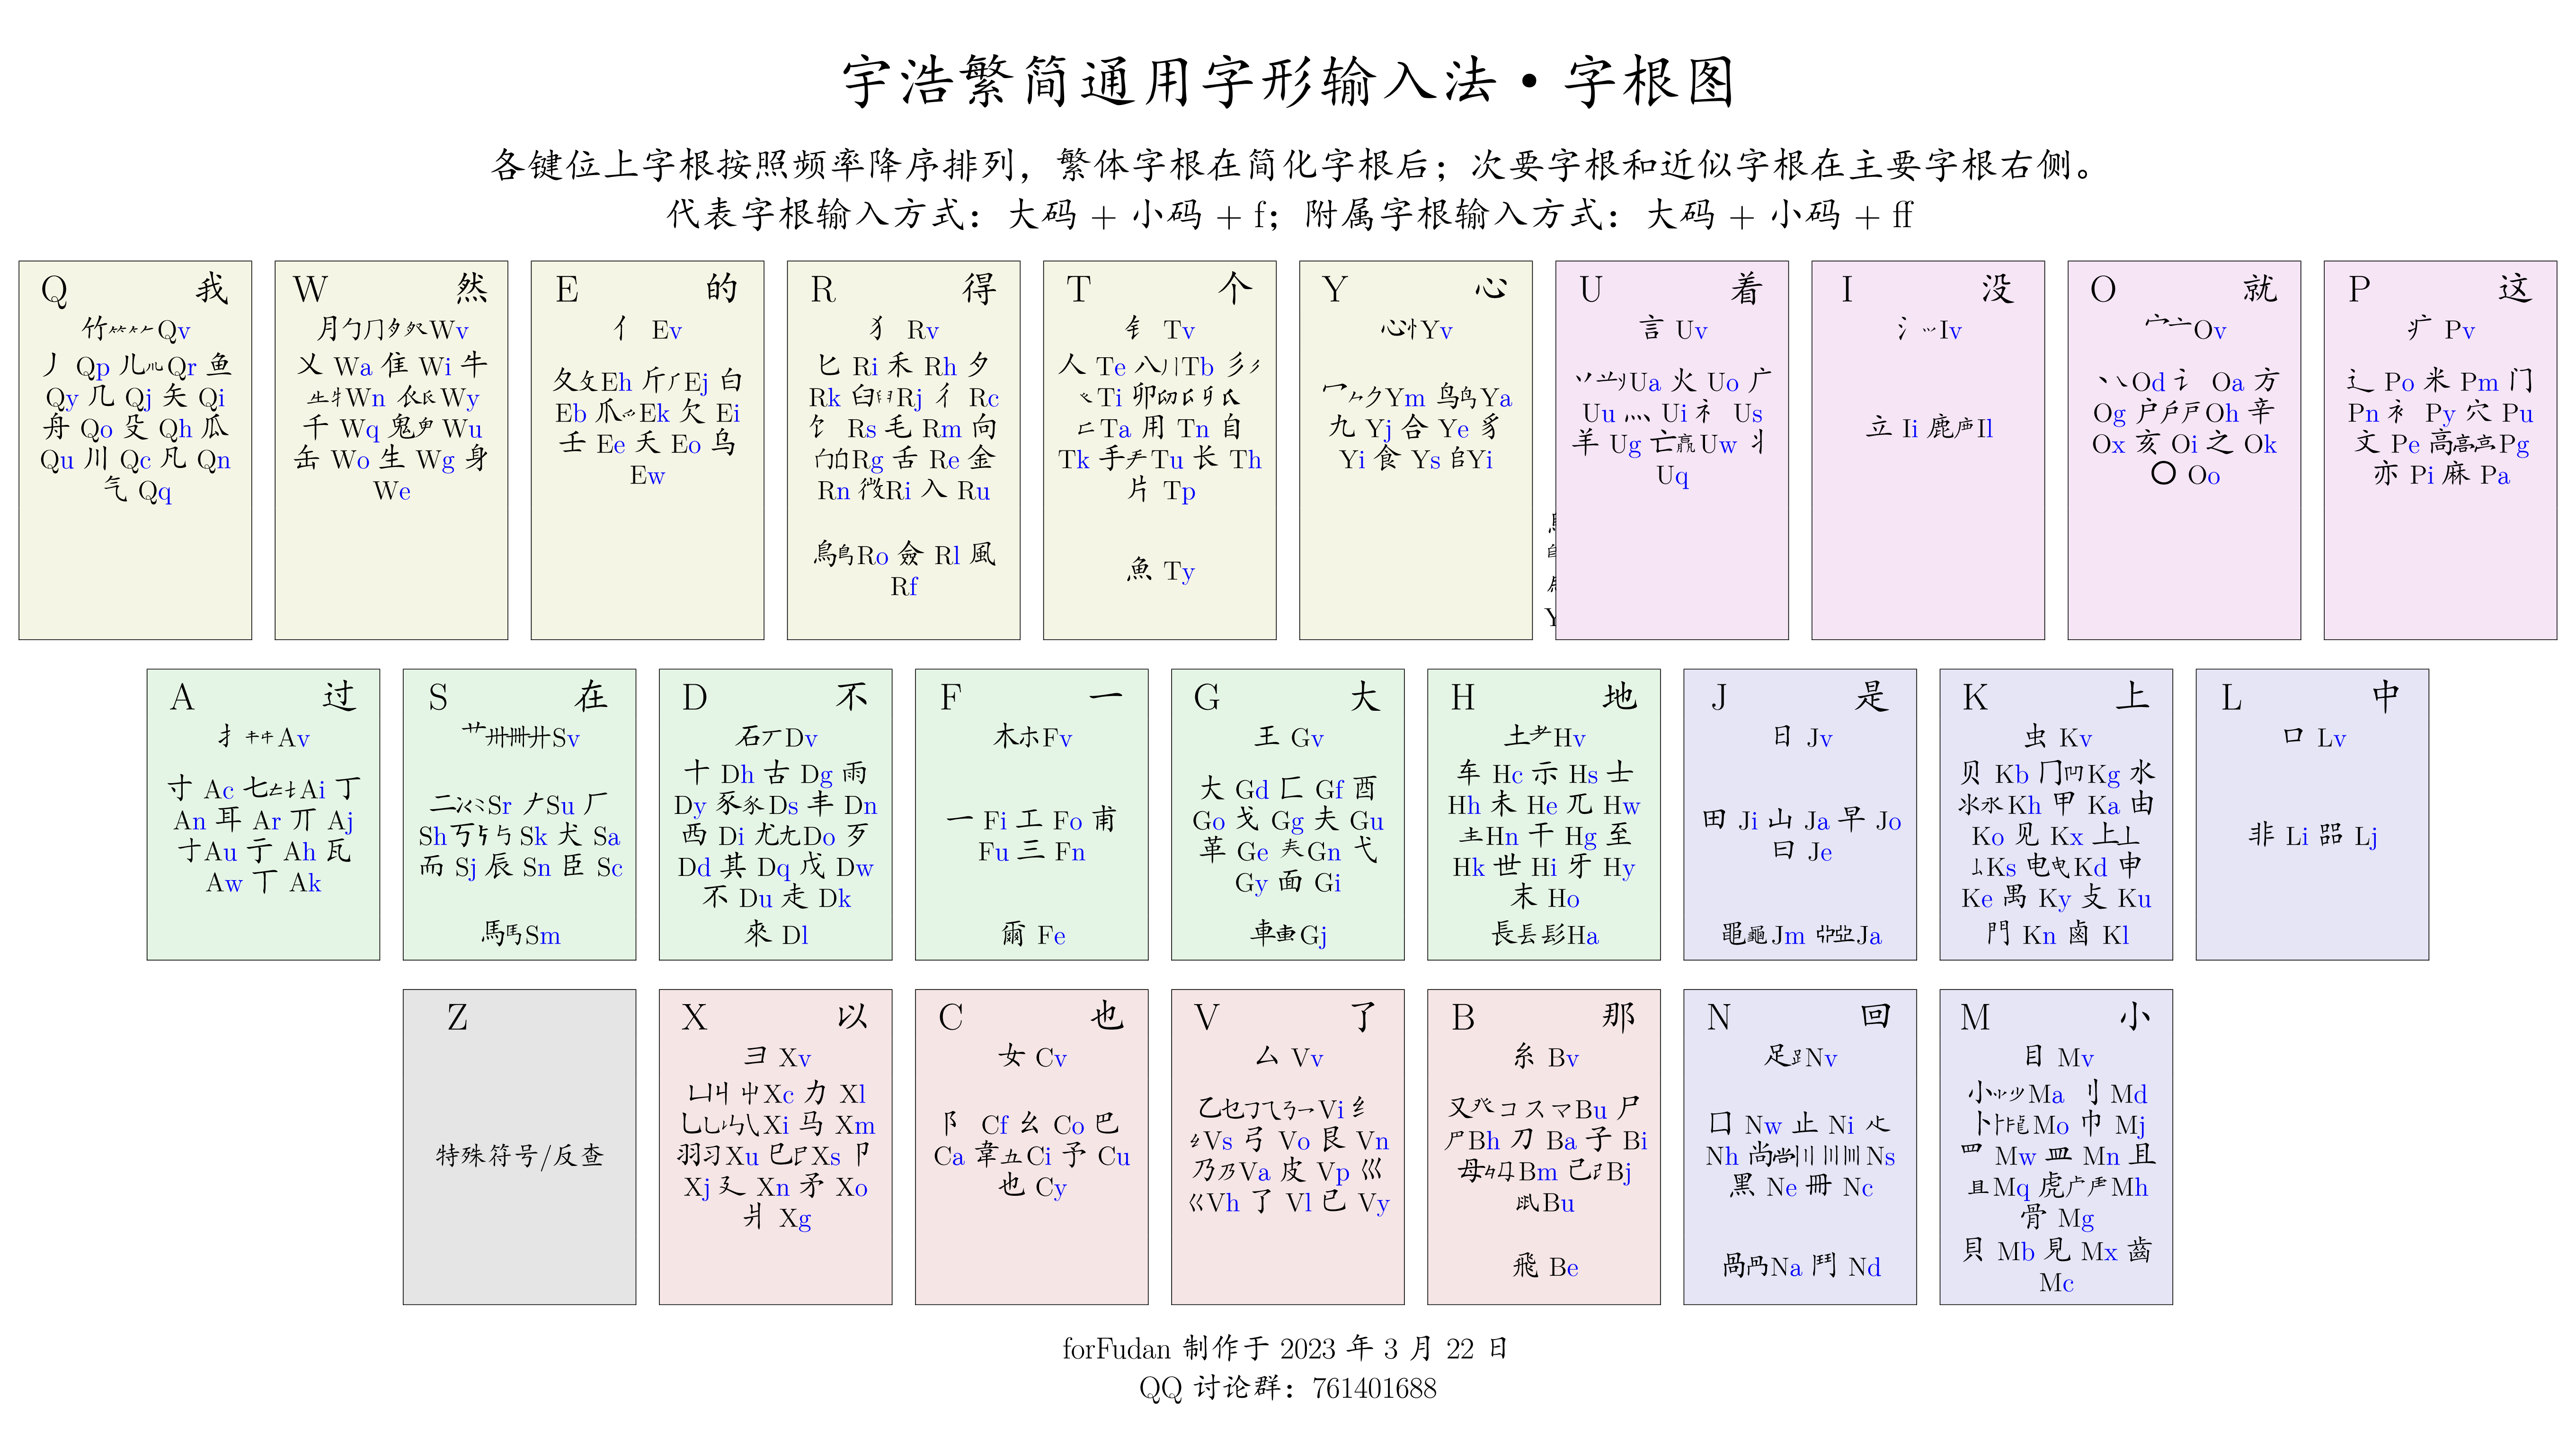 宇浩繁简通用字形输入法·字根图
各键位上字根按照频率降序排列，繁体字根在简化字根后；次要字根和近似字根在主要字根右侧。
代表字根输入方式：大码 + 小码 + f；附属字根输入方式：大码 + 小码 + ff
Q 我
竹Qv
丿 Qp 儿Qr 鱼
Qy 几 Qj 矢 Qi
舟 Qo 殳 Qh 瓜
Qu 川 Qc 凡 Qn
气 Qq
W 然
月勹冂Wv
乂 Wa 隹 Wi 牛
Wn 衣Wy
千 Wq 鬼Wu
缶 Wo 生 Wg 身
We
E 的
亻 Ev
夂攵Eh 斤Ej 白
Eb 爪Ek 欠 Ei
壬 Ee 夭 Eo 乌
Ew
R 得
犭 Rv
匕 Ri 禾 Rh 夕
Rk 臼Rj 彳 Rc
饣 Rs 毛 Rm 向
Rg 舌 Re 金
Rn Ri 入 Ru
鳥Ro 僉 Rl 風
Rf
T 个
钅 Tv
人 Te 八Tb 彡
Ti 卯
Ta 用 Tn 自
Tk 手Tu 长 Th
片 Tp
魚 Ty
Y 心
心忄Yv
冖Ym 鸟Ya
九 Yj 合 Ye 豸
Yi 食 Ys Yi
U 着
言 Uv
丷Ua 火 Uo 广
Uu 灬 Ui 礻 Us
羊 Ug 亡Uw 丬
Uq
I 没
氵Iv
立 Ii 鹿Il
O 就
宀亠Ov
丶Od 讠 Oa 方
Og 户Oh 辛
Ox 亥 Oi 之 Ok
〇 Oo
P 这
疒 Pv
辶 Po 米 Pm 门
Pn 衤 Py 穴 Pu
文 Pe 高Pg
亦 Pi 麻 Pa
A 过
扌Av
寸 Ac 七Ai 丁
An 耳 Ar 丌 Aj
Au 亍 Ah 瓦
Aw 丅 Ak
S 在
艹Sv
二冫Sr Su 厂
Sh丂Sk 犬 Sa
而 Sj 辰 Sn 臣 Sc
馬Sm
D 不
石Dv
十 Dh 古 Dg 雨
Dy 豕Ds 丰 Dn
西 Di 尤Do 歹
Dd 其 Dq 戊 Dw
不 Du 走 Dk
來 Dl
F 一
木Fv
一 Fi 工 Fo 甫
Fu 三 Fn
爾 Fe
G 大
王 Gv
大 Gd 匚 Gf 酉
Go 戈 Gg 夫 Gu
革 Ge Gn 弋
Gy 面 Gi
車Gj
H 地
土耂Hv
车 Hc 示 Hs 士
Hh 未 He 兀 Hw
Hn 干 Hg 至
Hk 世 Hi 牙 Hy
末 Ho
長镸髟Ha
J 是
日 Jv
田 Ji 山 Ja 早 Jo
曰 Je
黽Jm Ja
K 上
虫 Kv
贝 Kb 冂凹Kg 水
Kh 甲 Ka 由
Ko 见 Kx 上
Ks 电Kd 申
Ke 禺 Ky 攴 Ku
門 Kn 鹵 Kl
L 中
口 Lv
非 Li 㗊 Lj
Z
特殊符号/反查
X 以
彐 Xv
凵屮Xc 力 Xl
乚Xi 马 Xm
羽习Xu 巳Xs 卩
Xj 廴 Xn 矛 Xo
爿 Xg
C 也
女 Cv
阝 Cf 幺 Co 巴
Ca 韋Ci 予 Cu
也 Cy
V 了
厶 Vv
乙Vi 纟
Vs 弓 Vo 艮 Vn
乃Va 皮 Vp 巛
巜Vh 了 Vl 已 Vy
B 那
糸 Bv
又癶コスマBu 尸
Bh 刀 Ba 子 Bi
母Bm 己Bj
Bu
飛 Be
N 回
足Nv
囗 Nw 止 Ni
Nh 尚Ns
黑 Ne 冊 Nc
咼Na 鬥 Nd
M 小
目 Mv
小Ma 刂 Md
卜Mo 巾 Mj
罒 Mw 皿 Mn 且
Mq 虎Mh
骨 Mg
貝 Mb 見 Mx 齒
Mc
forFudan 制作于 2023 年 3 月 22 日
QQ 讨论群：761401688